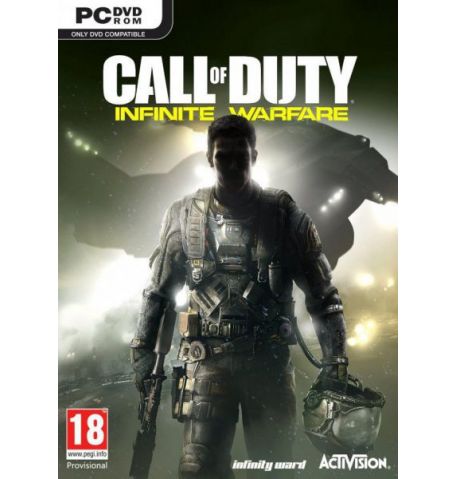 PC DVD ROM
ONLY DVD COMPATIBLE
CALL OF DUTY
INFINITE WARFARE
18
www.pegi.info
Provisional
infinity ward
ACTIVISION